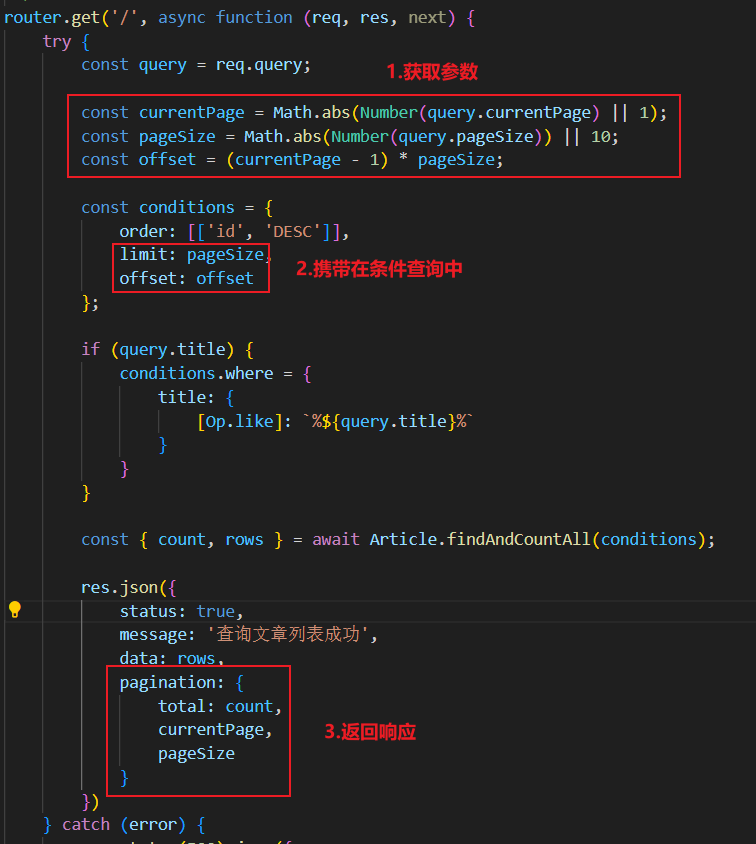 router.get('/', async function (req, res, next) {
try {
const query = req.query;
1.获取参数
const currentPage = Math.abs(Number(query.currentPage) || 1);
const pageSize = Math.abs(Number(query.pageSize)) || 10;
const offset = (currentPage - 1) * pageSize;
const conditions = {
order: [['id', 'DESC']],
limit: pageSize,
2.携带在条件查询中
offset: offset
};
if (query.title) {
conditions.where = {
title: {
[Op.like]: `%${query.title}%`
}
}
}
const { count, rows } = await Article.findAndCountAll(conditions);
res.json({
status: true,
message: '查询文章列表成功',
data: rows,
pagination: {
total: count,
currentPage,
3.返回响应
pageSize
}
})
} catch (error) {